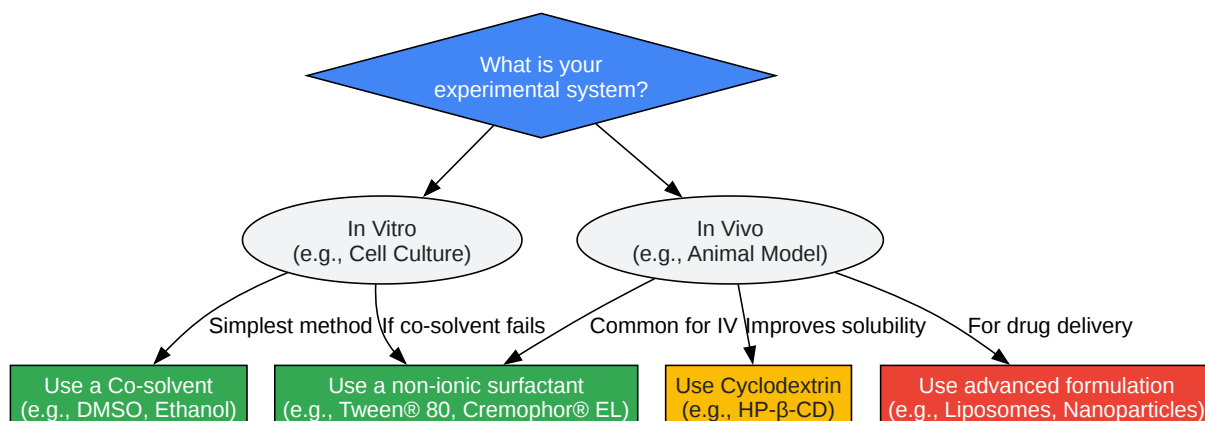 What is your
experimental system?
In Vitro
(e.g., Cell Culture)
In Vivo
(e.g., Animal Model)
Simplest method
If co-solvent fails
Common for IV
Improves solubility
For drug delivery
Use a Co-solvent
(e.g., DMSO, Ethanol)
Use a non-ionic surfactant
(e.g., Tween® 80, Cremophor® EL)
Use Cyclodextrin
(e.g., HP-β-CD)
Use advanced formulation
(e.g., Liposomes, Nanoparticles)